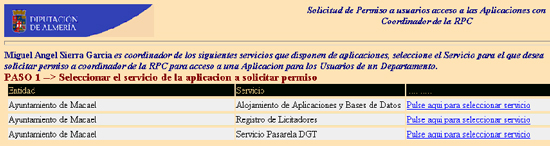 DIPUTACION
DE ALMERÍA
Solicitud de Permiso a usuarios acceso a las Aplicaciones con
Coordinador de la RPC
Miguel Angel Sierra García es coordinador de los siguientes servicios que disponen de aplicaciones, seleccione el Servicio para el que desea
solicitar permiso a coordinador de la RPC para acceso a una Aplicacion para los Usuarios de un Departamento.
PASO 1 --> Seleccionar el servicio de la aplicacion a solicitar permiso
Entidad Servicio .... .....
Ayuntamiento de Macael Alojamiento de Aplicaciones y Bases de Datos Pulse aqui para seleccionar servicio
Ayuntamiento de Macael Registro de Licitadores Pulse aqui para seleccionar servicio
Ayuntamiento de Macael Servicio Pasarela DGT Pulse aqui para seleccionar servicio